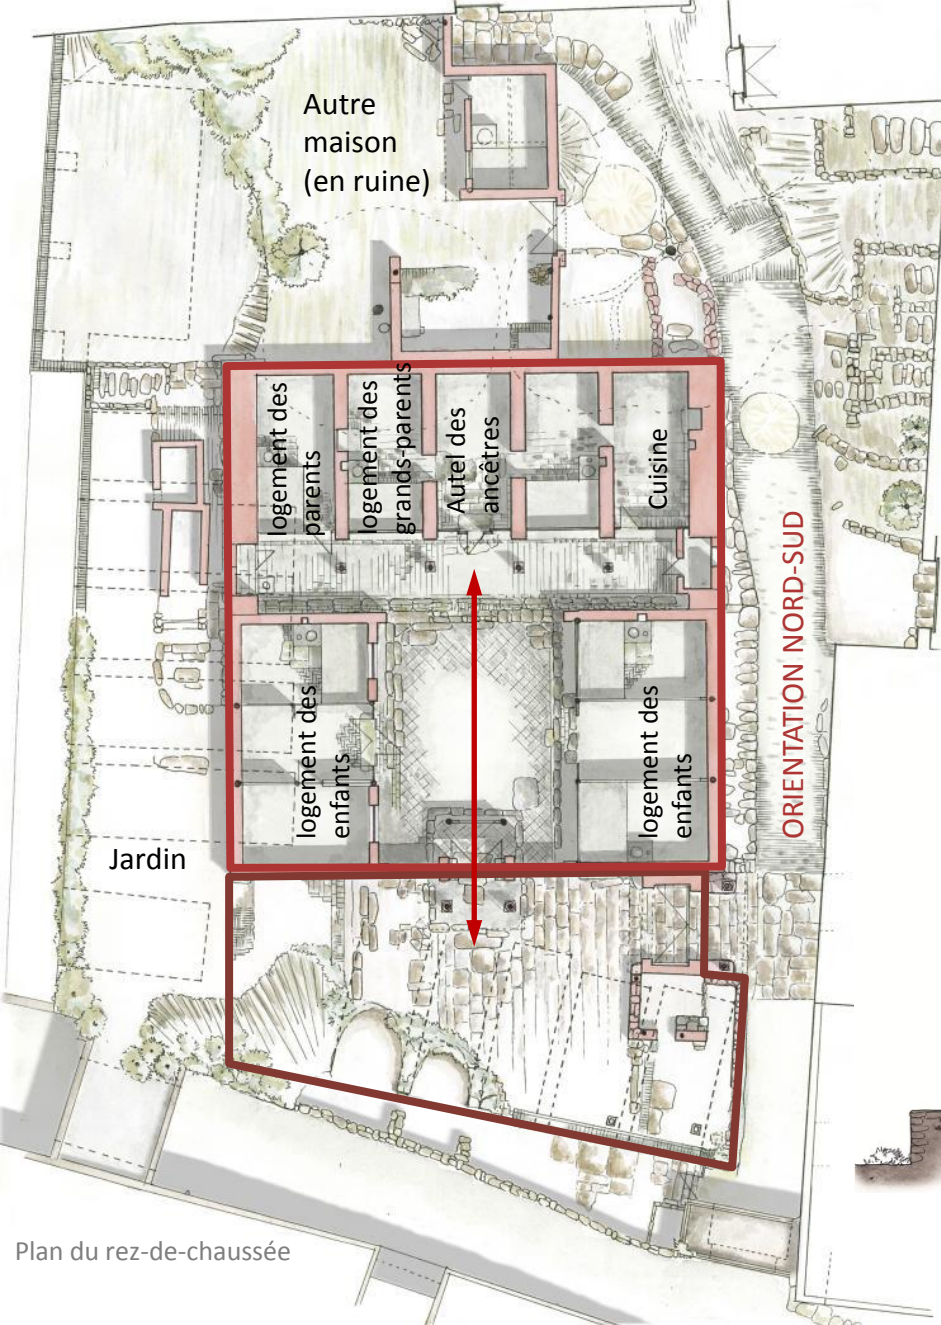 Autre
maison
(en ruine)
logement des
parents
logement des
grands-parents
Autel des
ancêtres
Cuisine
ORIENTATION NORD-SUD
logement des
enfants
logement des
enfants
Jardin
Plan du rez-de-chaussée